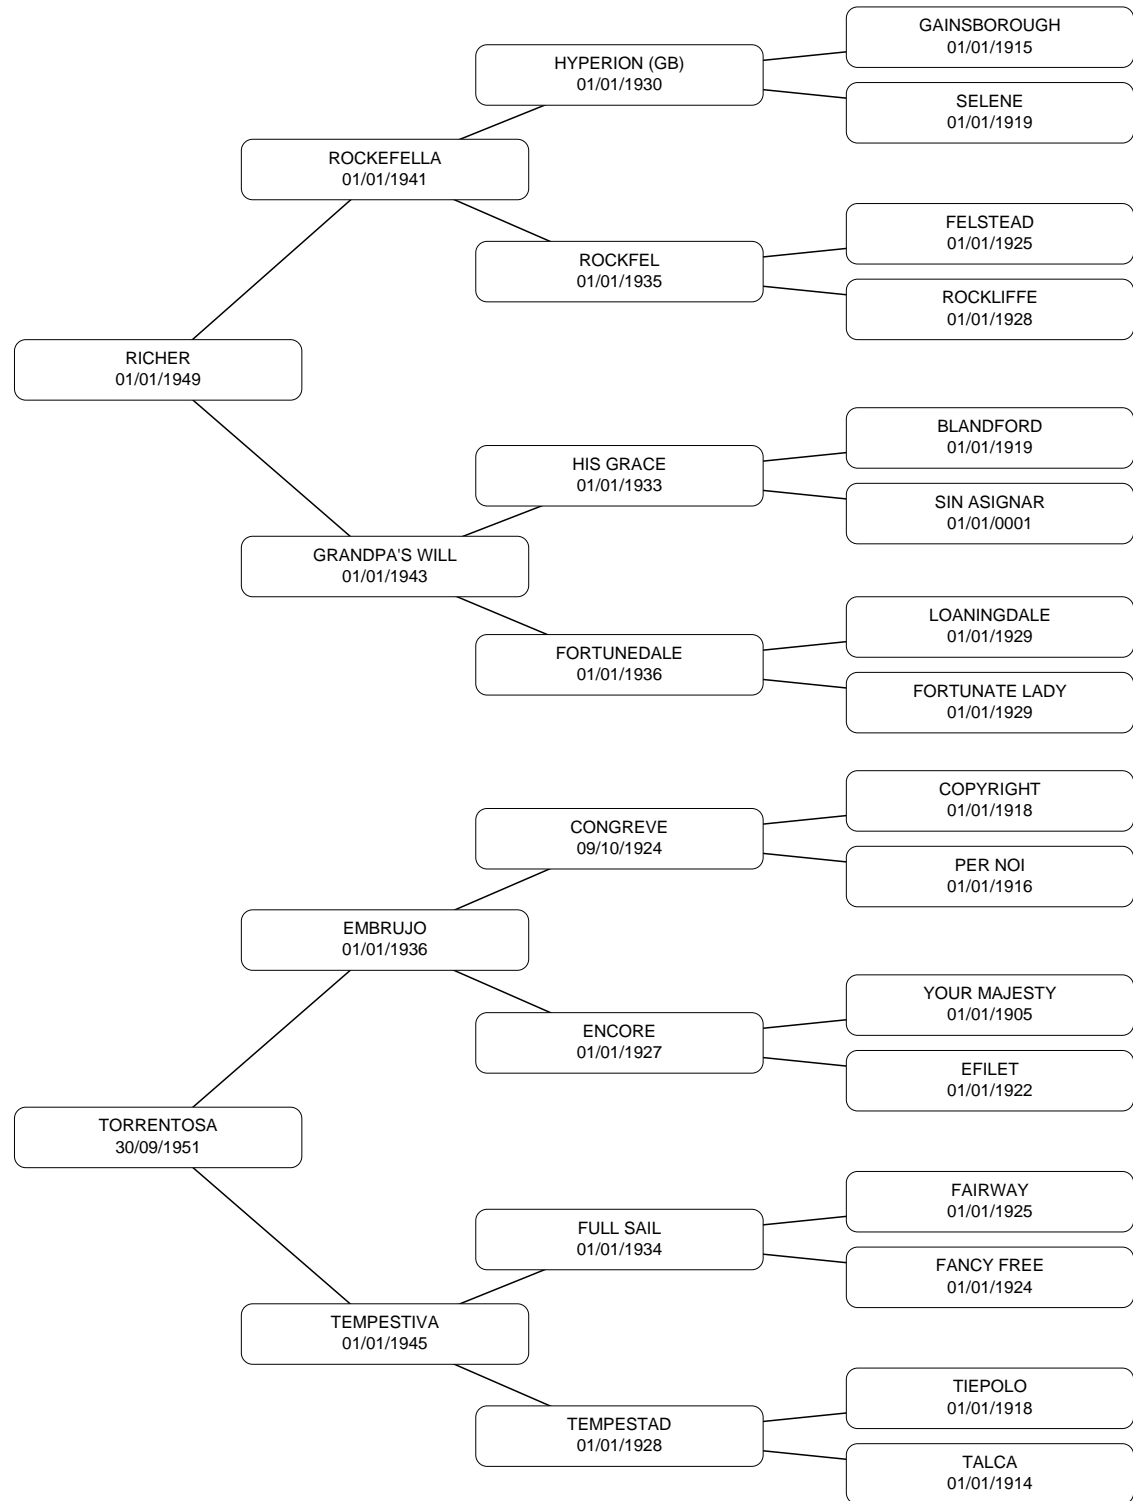 GAINSBOROUGH
01/01/1915
HYPERION (GB)
01/01/1930
SELENE
01/01/1919
ROCKEFELLA
01/01/1941
FELSTEAD
01/01/1925
ROCKFEL
01/01/1935
ROCKLIFFE
01/01/1928
RICHER
01/01/1949
BLANDFORD
01/01/1919
HIS GRACE
01/01/1933
SIN ASIGNAR
01/01/0001
GRANDPA'S WILL
01/01/1943
LOANINGDALE
01/01/1929
FORTUNEDALE
01/01/1936
FORTUNATE LADY
01/01/1929
COPYRIGHT
01/01/1918
CONGREVE
09/10/1924
PER NOI
01/01/1916
EMBRUJO
01/01/1936
YOUR MAJESTY
01/01/1905
ENCORE
01/01/1927
EFILET
01/01/1922
TORRENTOSA
30/09/1951
FAIRWAY
01/01/1925
FULL SAIL
01/01/1934
FANCY FREE
01/01/1924
TEMPESTIVA
01/01/1945
TIEPOLO
01/01/1918
TEMPESTAD
01/01/1928
TALCA
01/01/1914